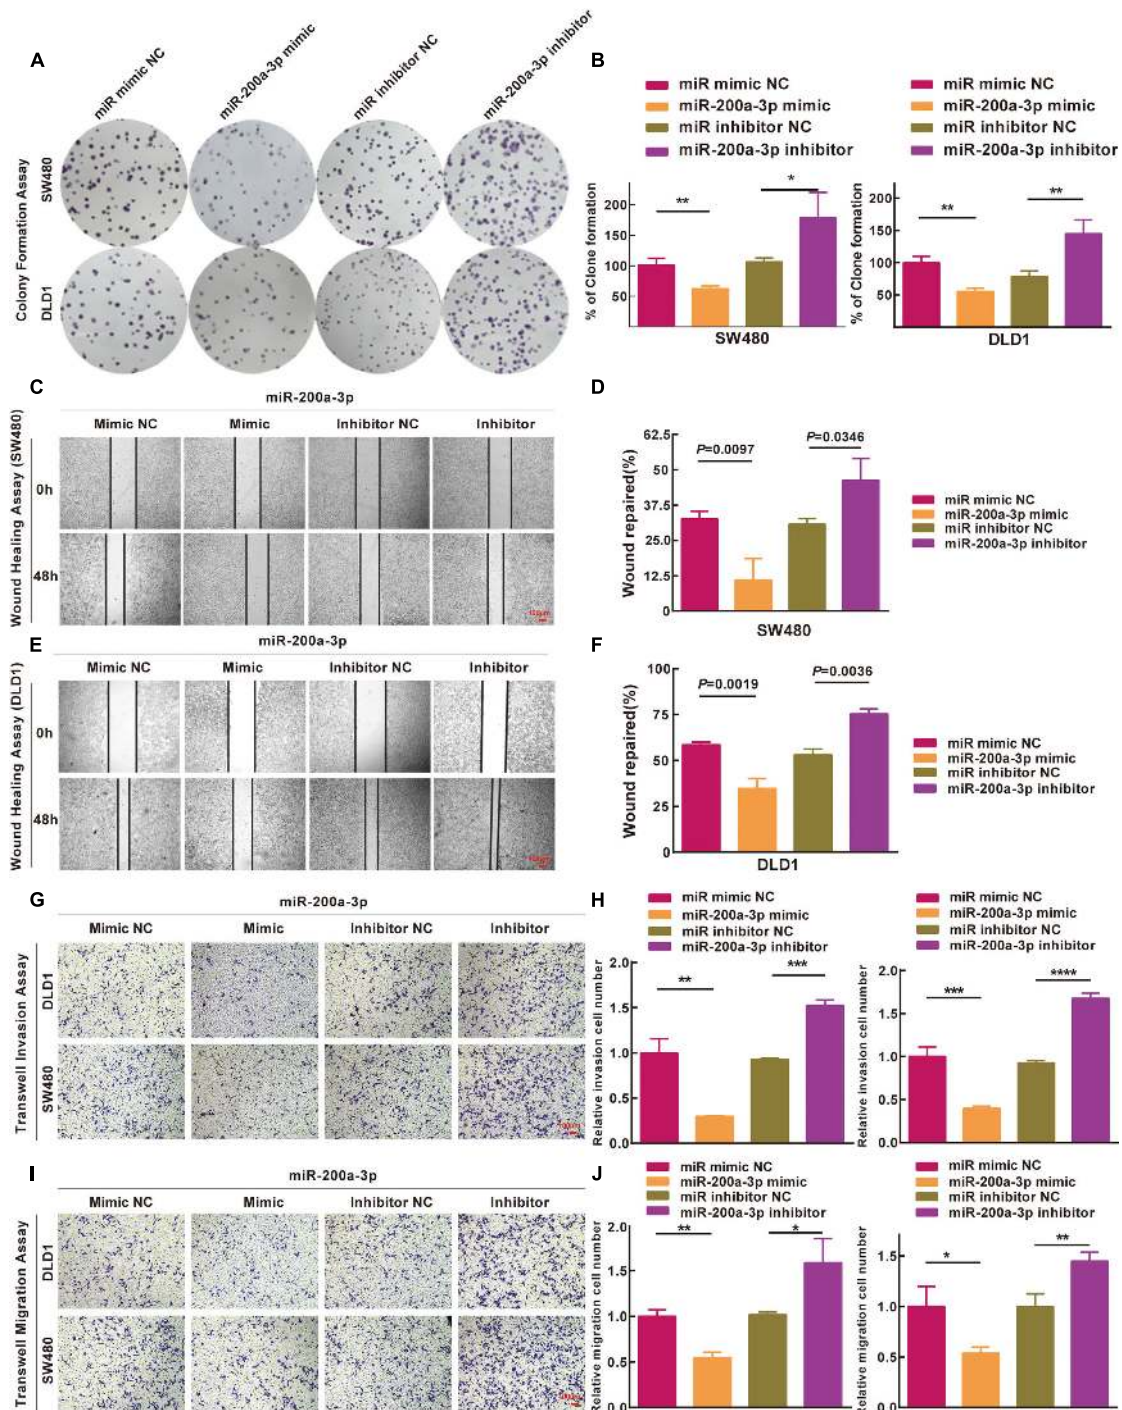 A
miR mimic NC
miR-200a-3p mimic
miR inhibitor NC
miR-200a-3p inhibitor
Colony Formation Assay
SW480
DLD1
B
miR mimic NC
miR-200a-3p mimic
miR inhibitor NC
miR-200a-3p inhibitor
% of Clone formation
200
150
100
50
**
*
SW480
miR mimic NC
miR-200a-3p mimic
miR inhibitor NC
miR-200a-3p inhibitor
% of Clone formation
200
150
100
50
**
**
DLD1
C
miR-200a-3p
Mimic NC Mimic Inhibitor NC Inhibitor
Wound Healing Assay (SW480)
0h
48h
D
Wound repaired(%)
62.5
50
37.5
25.0
12.5
0
P=0.0097
P=0.0346
SW480
miR mimic NC
miR-200a-3p mimic
miR inhibitor NC
miR-200a-3p inhibitor
E
miR-200a-3p
Mimic NC Mimic Inhibitor NC Inhibitor
Wound Healing Assay (DLD1)
0h
48h
F
Wound repaired(%)
100
75
50
25
0
P=0.0019
P=0.0036
DLD1
miR mimic NC
miR-200a-3p mimic
miR inhibitor NC
miR-200a-3p inhibitor
G
miR-200a-3p
Mimic NC Mimic Inhibitor NC Inhibitor
Transwell Invasion Assay
DLD1
SW480
H
miR mimic NC
miR-200a-3p mimic
miR inhibitor NC
miR-200a-3p inhibitor
Relative invasion cell number
2.0
1.5
1.0
0.5
0.0
**
***
miR mimic NC
miR-200a-3p mimic
miR inhibitor NC
miR-200a-3p inhibitor
Relative invasion cell number
2.0
1.5
1.0
0.5
0.0
***
****
I
miR-200a-3p
Mimic NC Mimic Inhibitor NC Inhibitor
Transwell Migration Assay
DLD1
SW480
J
miR mimic NC
miR-200a-3p mimic
miR inhibitor NC
miR-200a-3p inhibitor
Relative migration cell number
2.0
1.5
1.0
0.5
0.0
**
*
miR mimic NC
miR-200a-3p mimic
miR inhibitor NC
miR-200a-3p inhibitor
Relative migration cell number
1.5
1.0
0.5
0.0
*
**